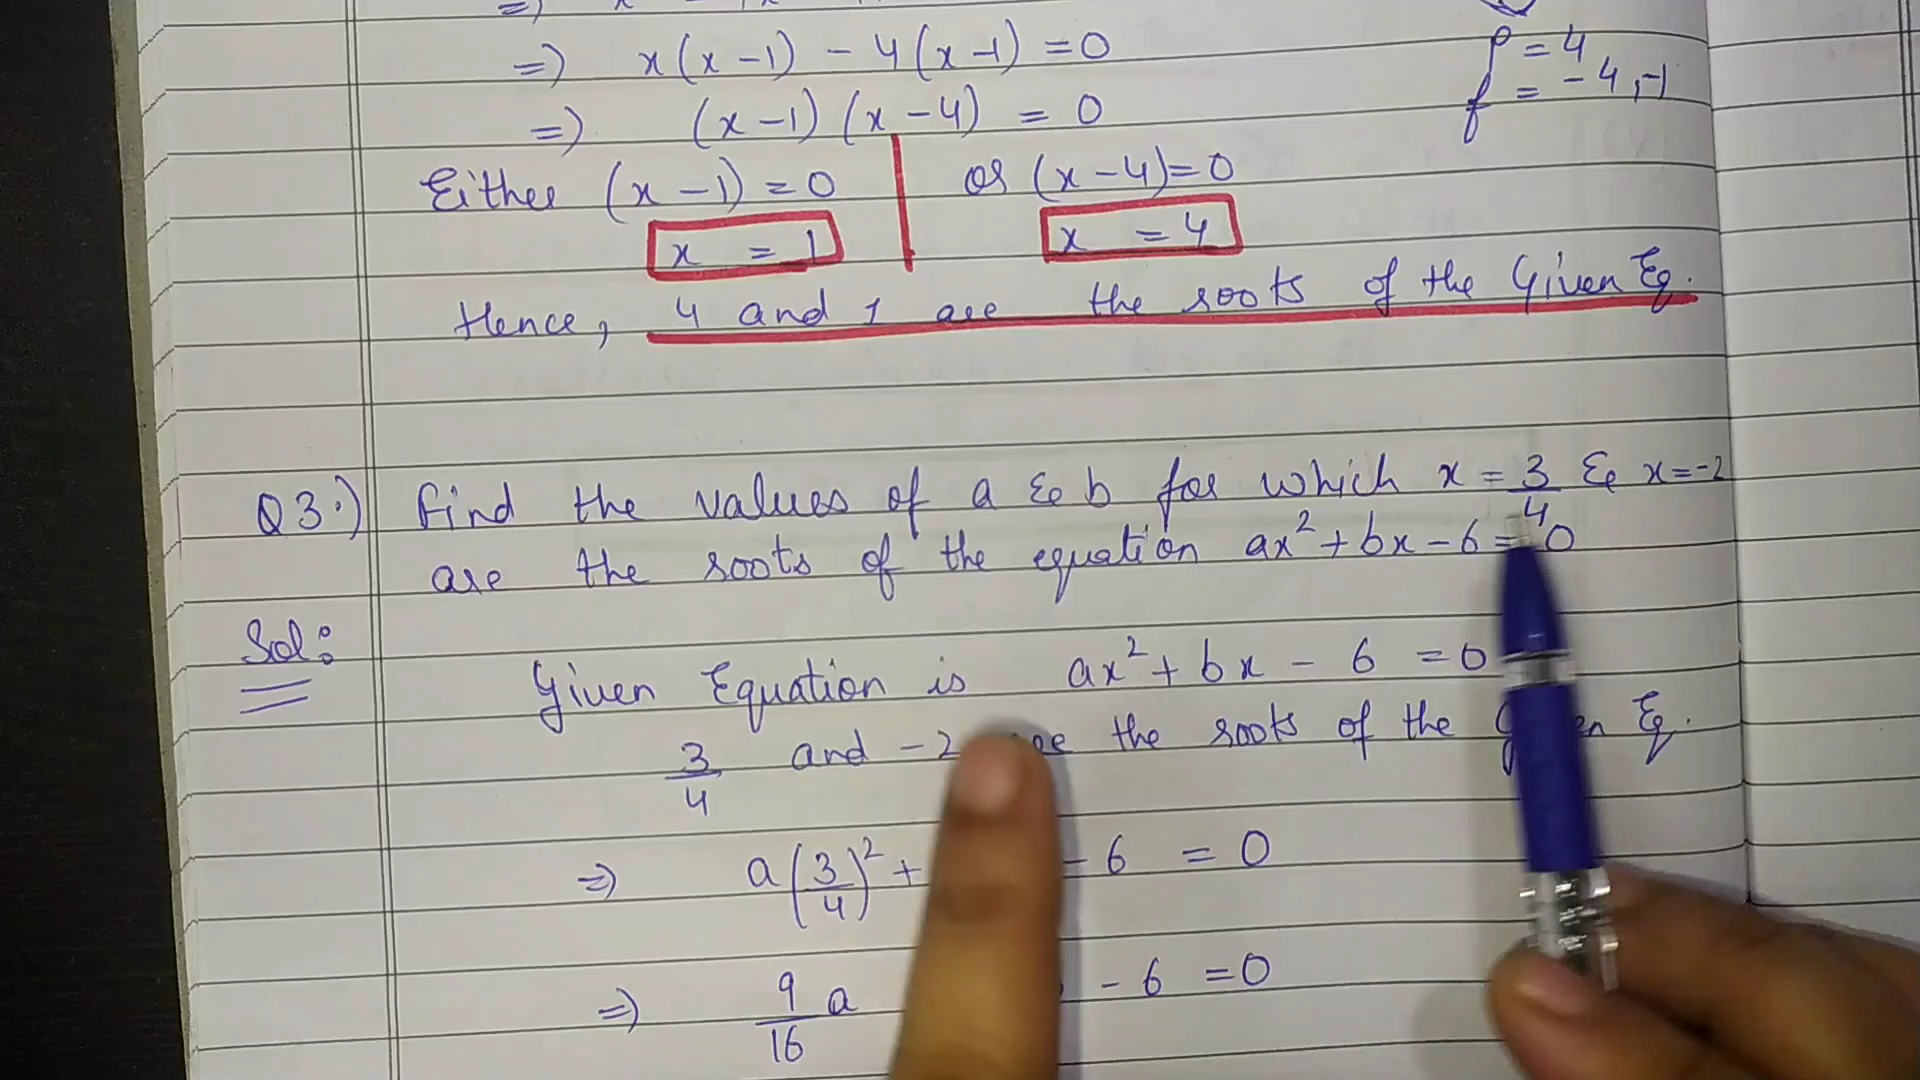 => x(x-1) - 4(x-1) = 0
p = 4
=> (x-1)(x-4) = 0
f = -4,-1
Either (x-1) = 0 or (x-4) = 0
x = 1 x = 4
Hence, 4 and 1 are the roots of the Given Eq.
Q3.) Find the values of a & b for which x = 3/4 & x = -2
are the roots of the equation ax² + bx - 6 = 0
Sol:
Given Equation is ax² + bx - 6 = 0
3/4 and -2 the roots of the Eq.
=> a(3/4)² + - 6 = 0
=> 9/16 a - 6 = 0